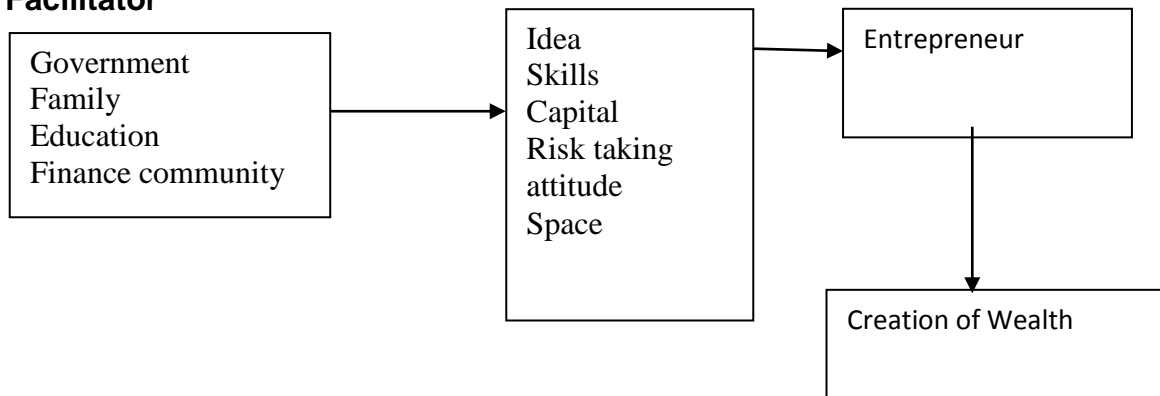 Facilitator
Government
Family
Education
Finance community
Idea
Skills
Capital
Risk taking
attitude
Space
Entrepreneur
Creation of Wealth